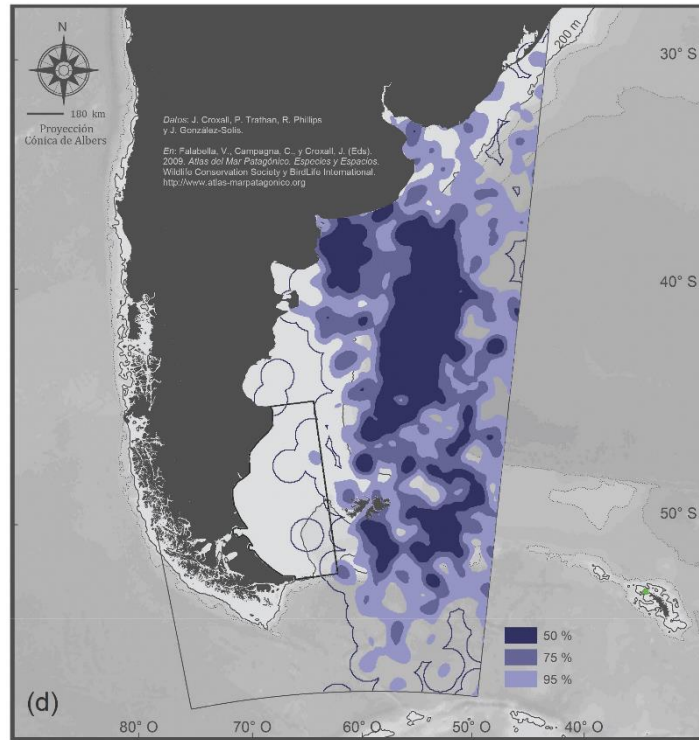 N
180 km
Proyección
Cónica de Albers
Datos: J. Croxall, P. Trathan, R. Phillips
y J. González-Solís.
En: Falabella, V., Campagna, C., y Croxall, J. (Eds).
2009. Atlas del Mar Patagónico. Especies y Espacios.
Wildlife Conservation Society y BirdLife International.
http://www.atlas-marpatagonico.org
200 m
30° S
40° S
50° S
50 %
75 %
95 %
(d)
80° O
70° O
60° O
50° O
40° O